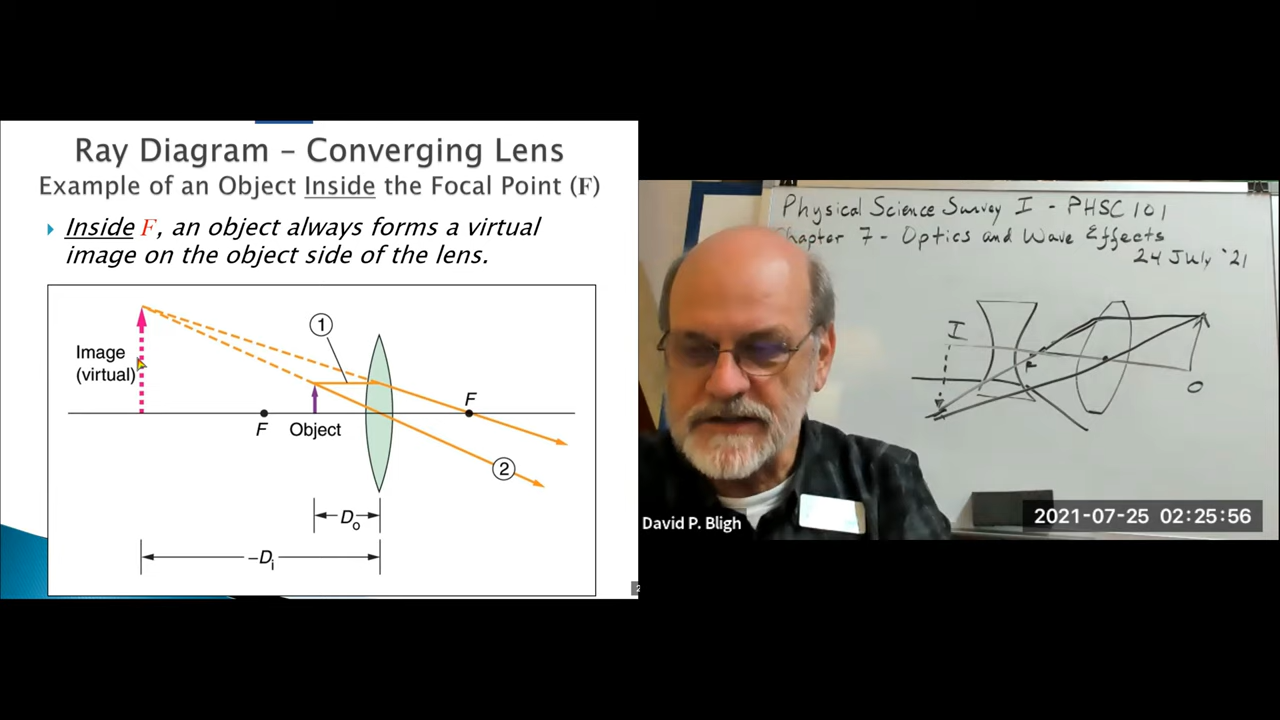 Ray Diagram – Converging Lens
Example of an Object Inside the Focal Point (F)
Inside F, an object always forms a virtual
image on the object side of the lens.
1
Image
(virtual)
F
Object
F
2
Do
–Di
Physical Science Survey I - PHSC 101
Chapter 7 - Optics and Wave Effects
24 July '21
I
F
O
David P. Bligh
2021-07-25 02:25:56